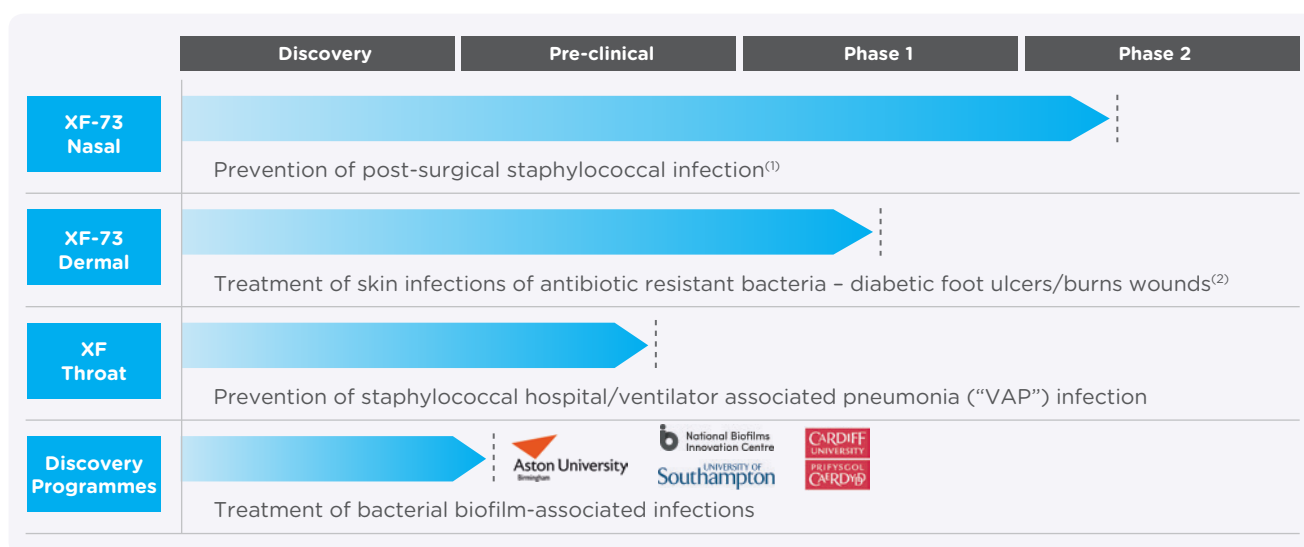 Discovery Pre-clinical Phase 1 Phase 2
XF-73
Nasal
Prevention of post-surgical staphylococcal infection(1)
XF-73
Dermal
Treatment of skin infections of antibiotic resistant bacteria – diabetic foot ulcers/burns wounds(2)
XF
Throat
Prevention of staphylococcal hospital/ventilator associated pneumonia (“VAP”) infection
Discovery
Programmes
Aston University
Birmingham
National Biofilms
Innovation Centre
UNIVERSITY OF
Southampton
CARDIFF
UNIVERSITY
PRIFYSGOL
CAERDYDD
Treatment of bacterial biofilm-associated infections